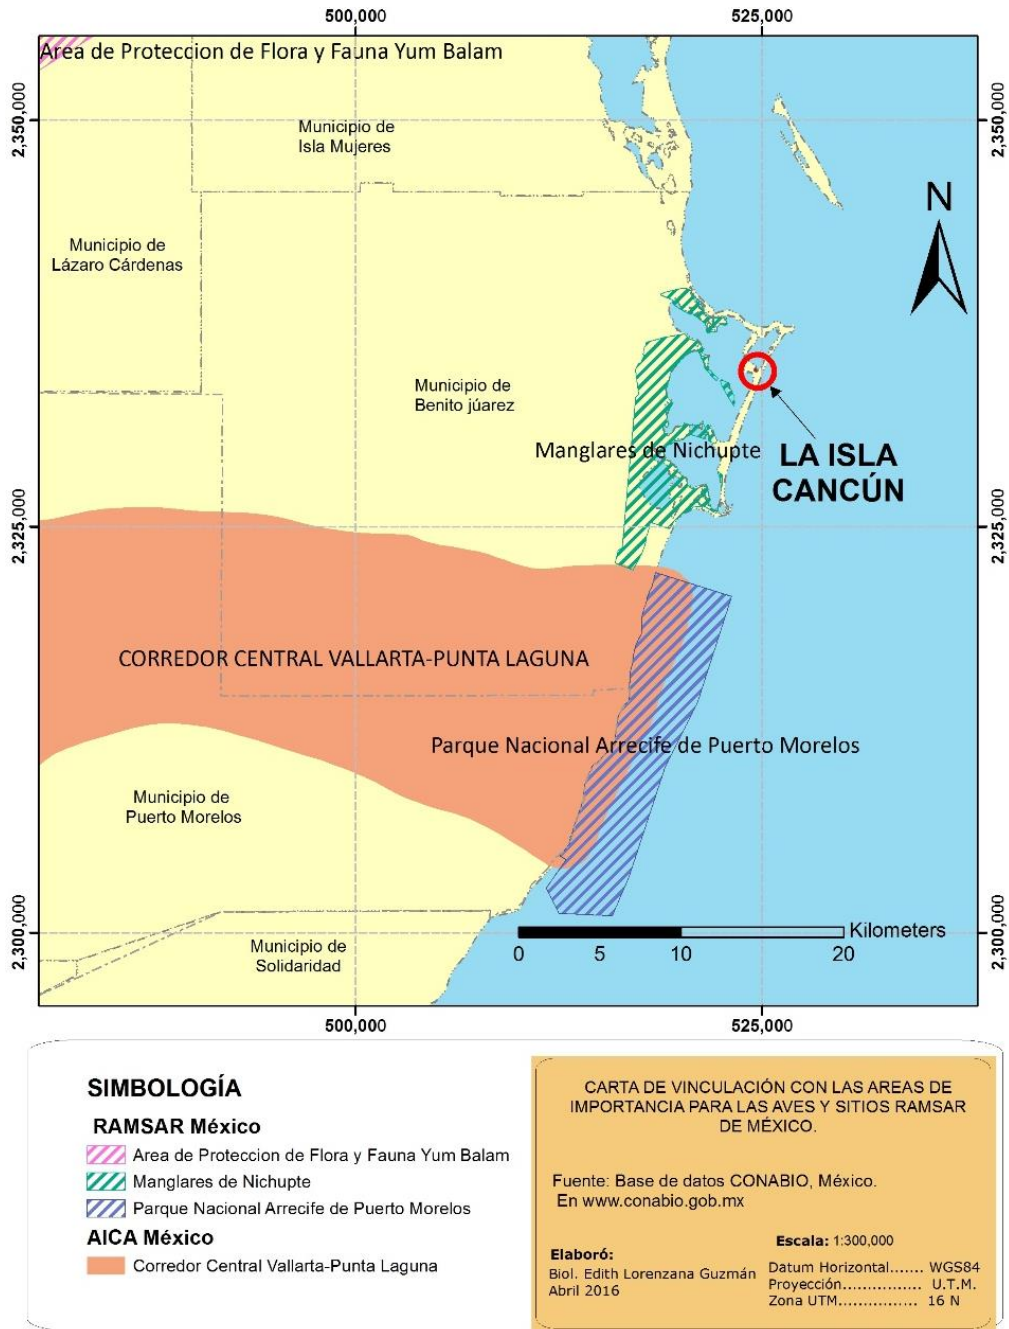 500,000
525,000
Area de Proteccion de Flora y Fauna Yum Balam
2,350,000
2,350,000
Municipio de
Isla Mujeres
N
Municipio de
Lázaro Cárdenas
Municipio de
Benito júarez
Manglares de Nichupte
LA ISLA
CANCÚN
2,325,000
2,325,000
CORREDOR CENTRAL VALLARTA-PUNTA LAGUNA
Parque Nacional Arrecife de Puerto Morelos
Municipio de
Puerto Morelos
2,300,000
2,300,000
Municipio de
Solidaridad
Kilometers
0 5 10 20
500,000
525,000
SIMBOLOGÍA
RAMSAR México
Area de Proteccion de Flora y Fauna Yum Balam
Manglares de Nichupte
Parque Nacional Arrecife de Puerto Morelos
AICA México
Corredor Central Vallarta-Punta Laguna
CARTA DE VINCULACIÓN CON LAS AREAS DE
IMPORTANCIA PARA LAS AVES Y SITIOS RAMSAR
DE MÉXICO.
Fuente: Base de datos CONABIO, México.
En www.conabio.gob.mx
Elaboró:
Biol. Edith Lorenzana Guzmán
Abril 2016
Escala: 1:300,000
Datum Horizontal....... WGS84
Proyección................ U.T.M.
Zona UTM................ 16 N